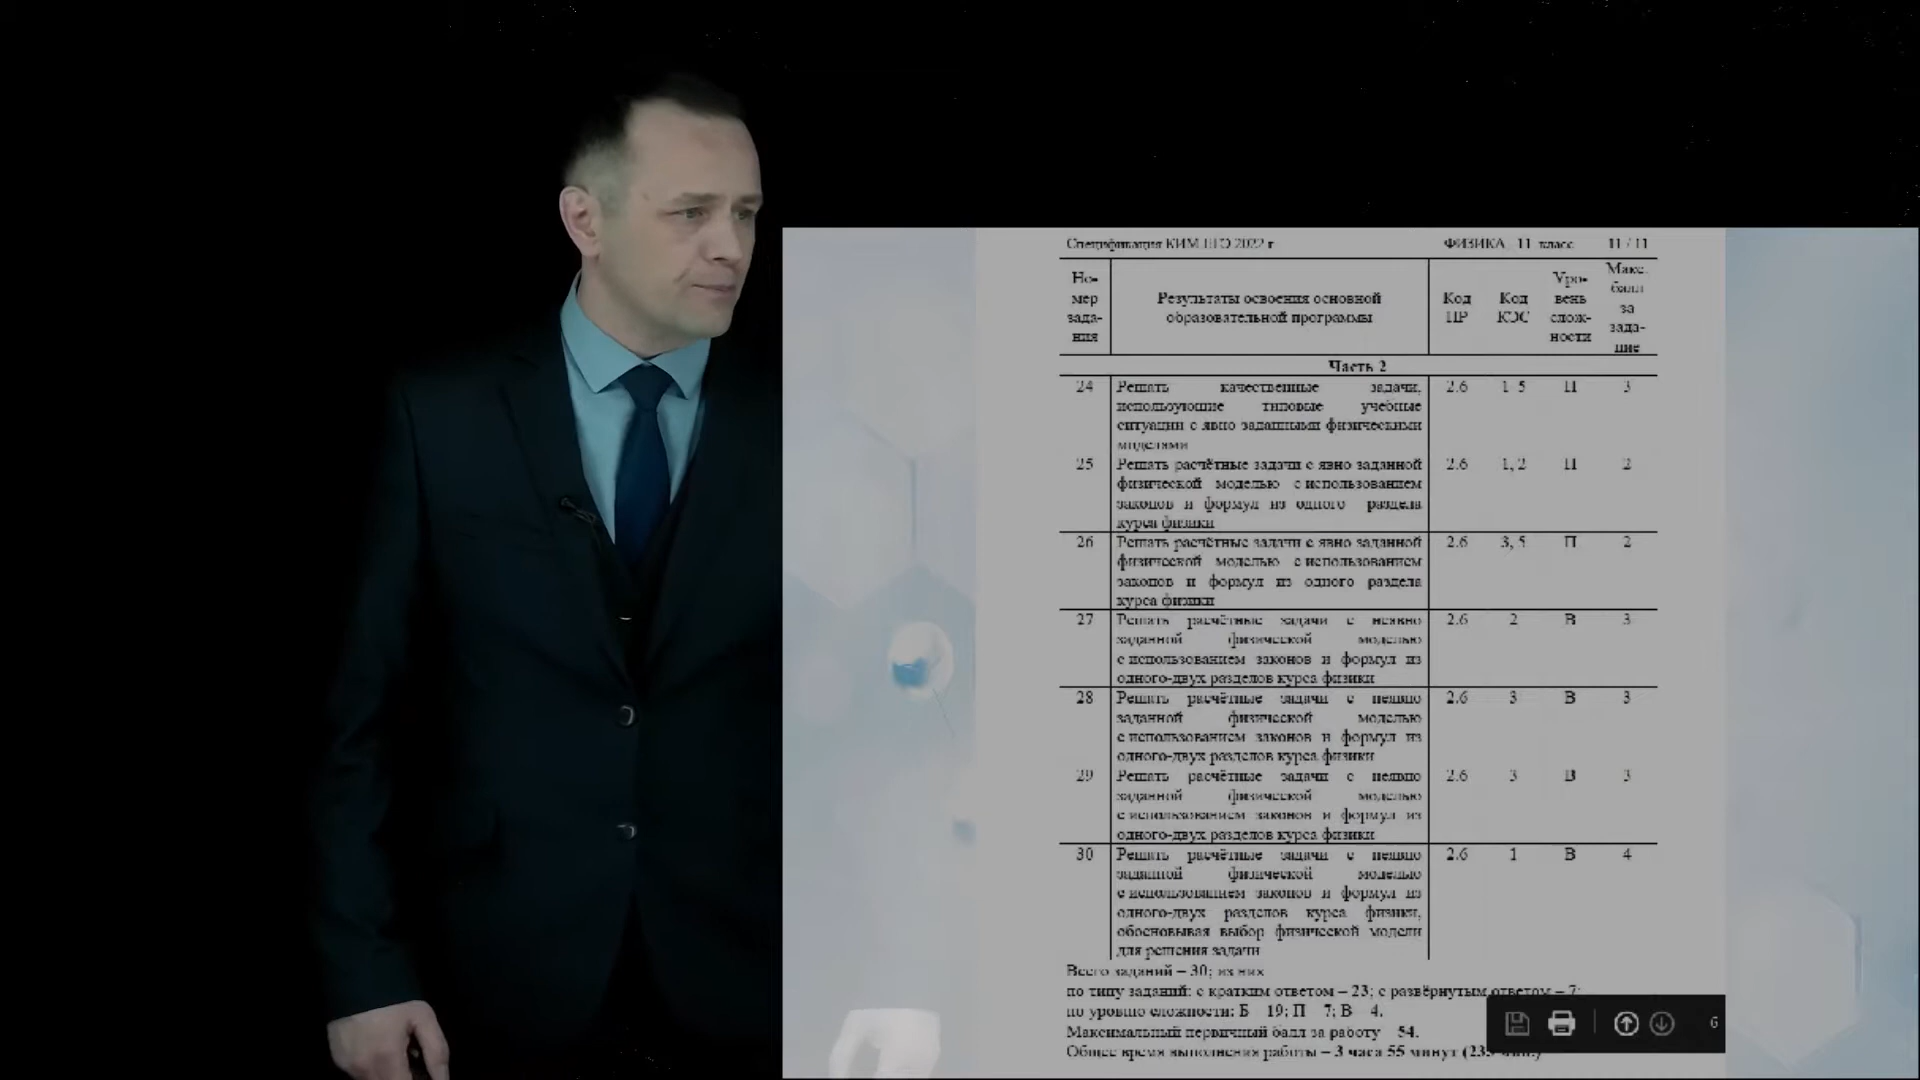 Спецификация КИМ ЕГЭ 2022 г
ФИЗИКА, 11 класс 11 / 11
Но-
мер
зада-
ния
Результаты освоения основной
образовательной программы
Код
ПР
Код
КЭС
Уро-
вень
слож-
ности
Макс.
балл
за
зада-
ние
Часть 2
24 Решать качественные задачи, 2.6 1–5 П 3
использующие типовые учебные
ситуации с явно заданными физическими
моделями
25 Решать расчётные задачи с явно заданной 2.6 1, 2 П 2
физической моделью с использованием
законов и формул из одного раздела
курса физики
26 Решать расчётные задачи с явно заданной 2.6 3, 5 П 2
физической моделью с использованием
законов и формул из одного раздела
курса физики
27 Решать расчётные задачи с неявно 2.6 2 В 3
заданной физической моделью
с использованием законов и формул из
одного-двух разделов курса физики
28 Решать расчётные задачи с неявно 2.6 3 В 3
заданной физической моделью
с использованием законов и формул из
одного-двух разделов курса физики
29 Решать расчётные задачи с неявно 2.6 3 В 3
заданной физической моделью
с использованием законов и формул из
одного-двух разделов курса физики
30 Решать расчётные задачи с неявно 2.6 1 В 4
заданной физической моделью
с использованием законов и формул из
одного-двух разделов курса физики,
обосновывая выбор физической модели
для решения задачи
Всего заданий – 30; из них
по типу заданий: с кратким ответом – 23; с развёрнутым ответом – 7;
по уровню сложности: Б – 19; П – 7; В – 4.
Максимальный первичный балл за работу – 54.
Общее время выполнения работы – 3 часа 55 минут
6